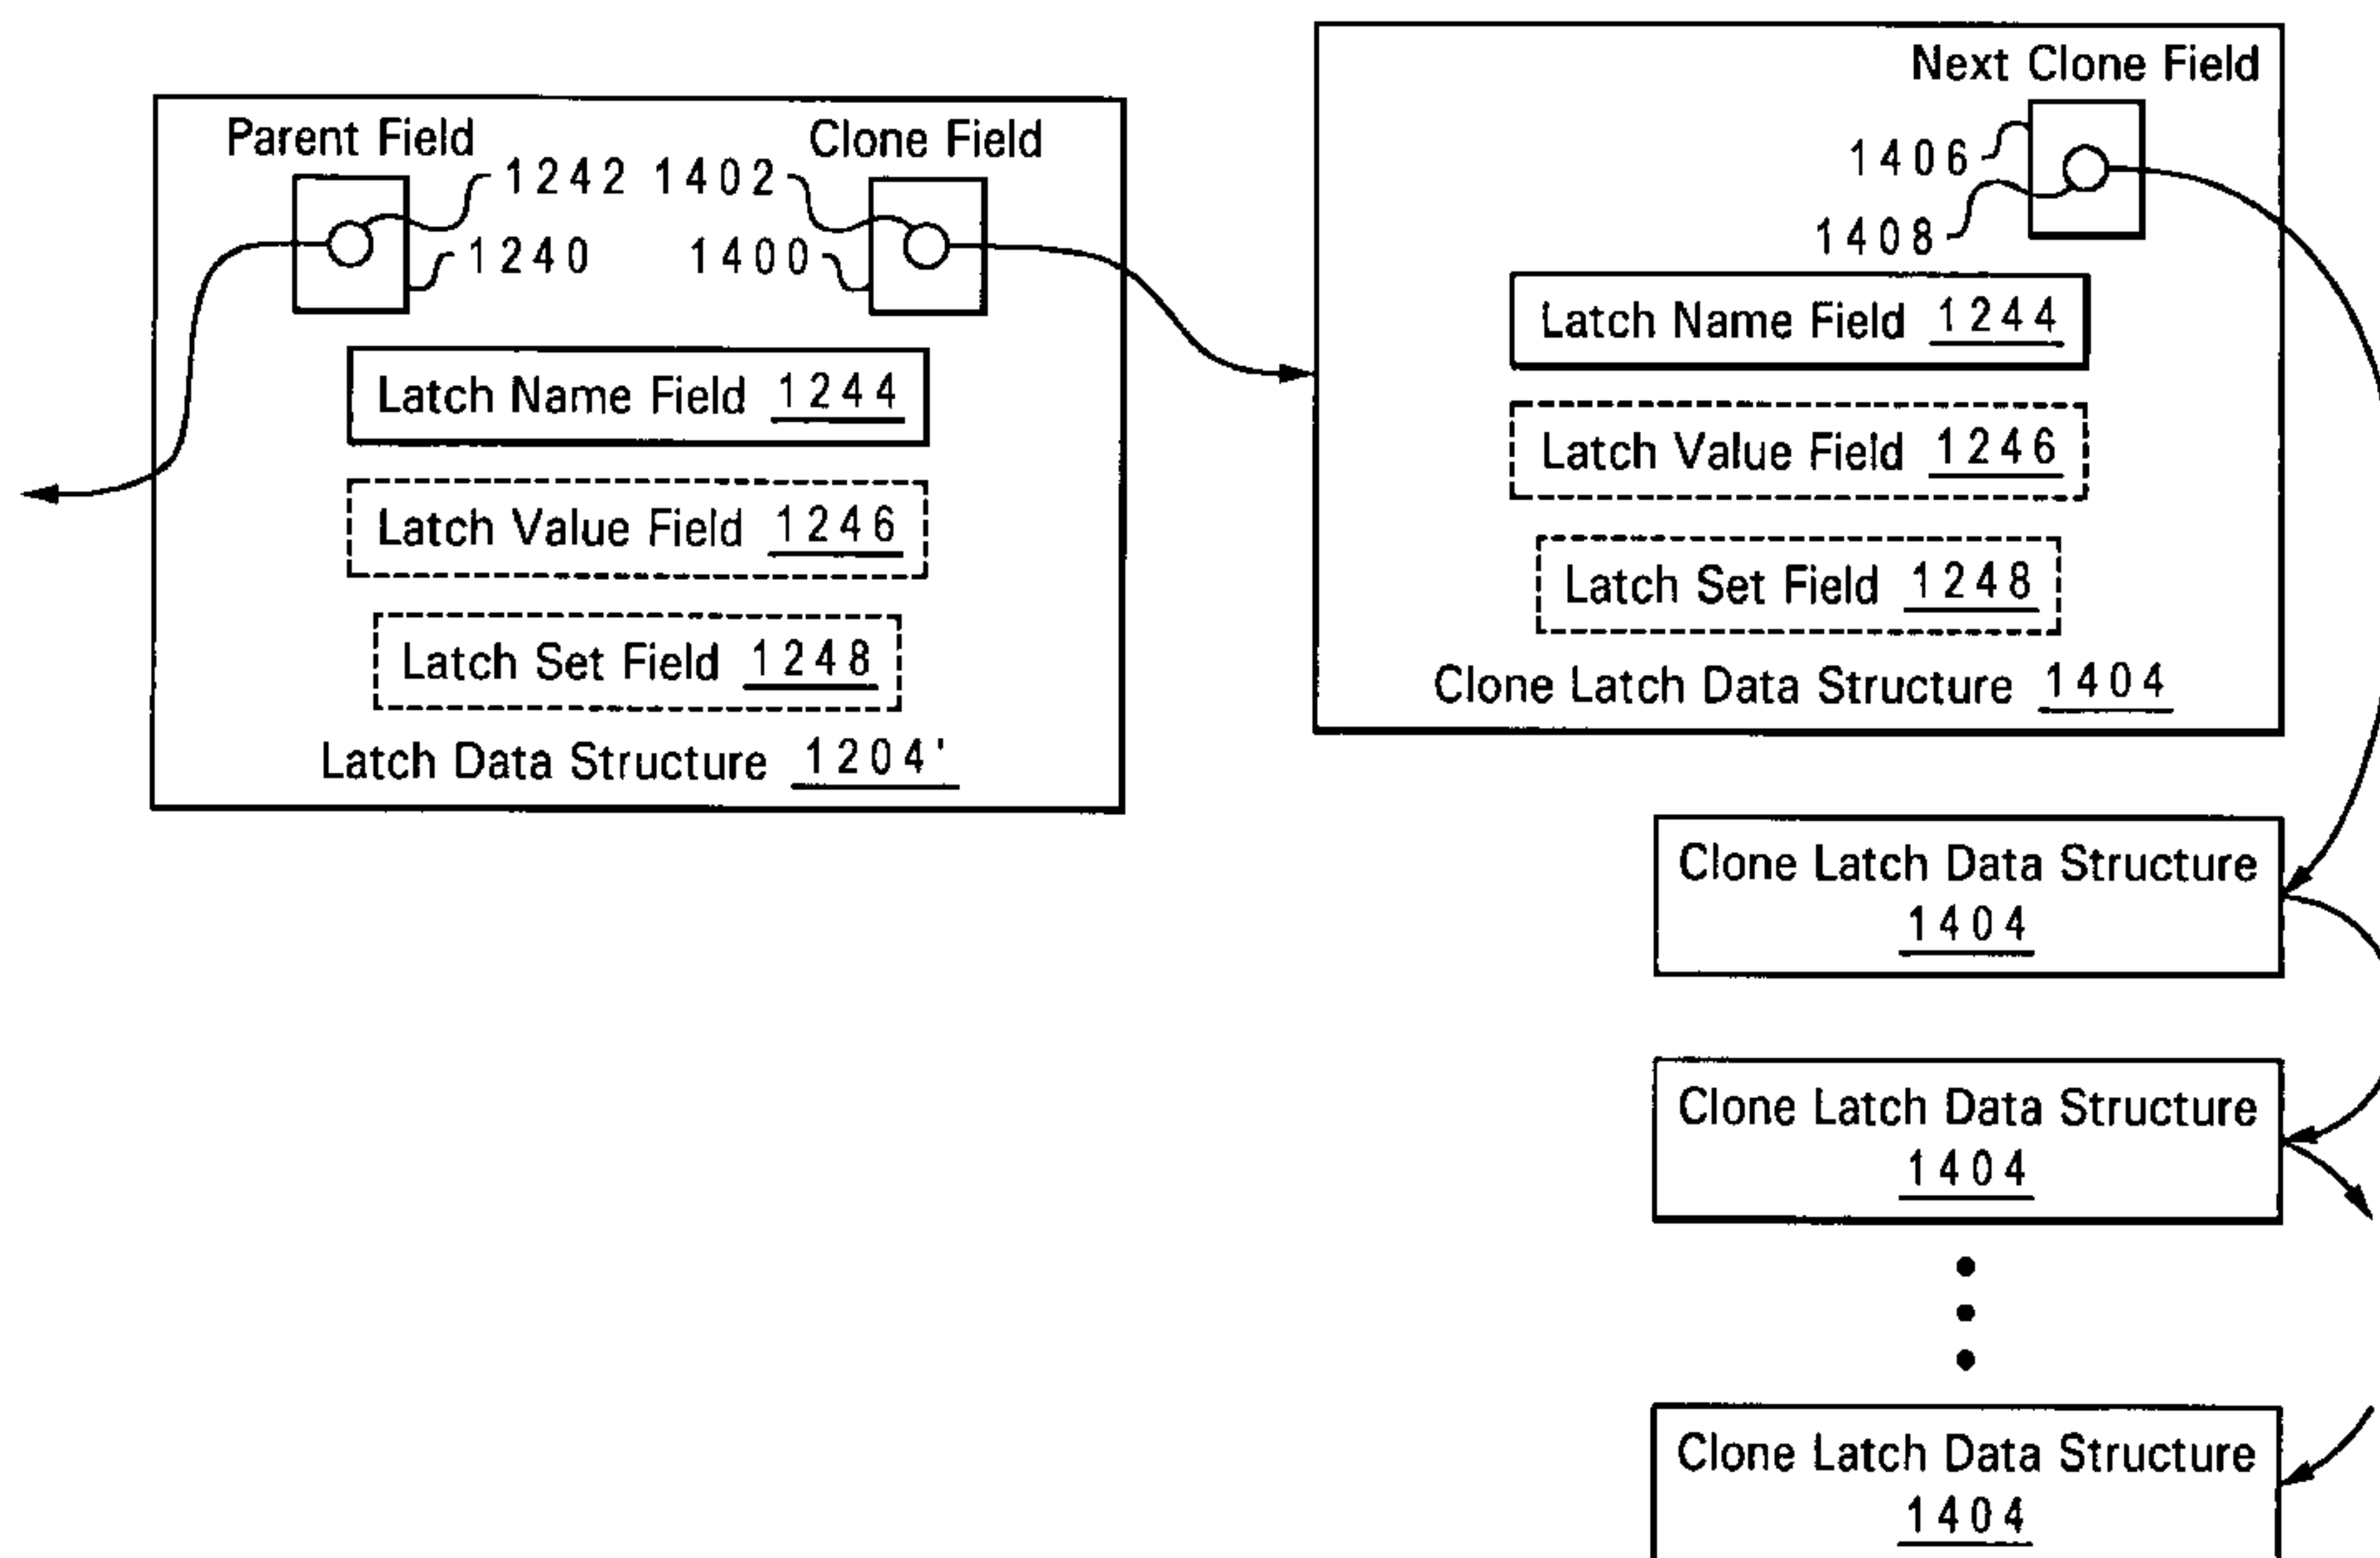 Parent Field
Clone Field
1242 1402
1240
1400
Latch Name Field 1244
Latch Value Field 1246
Latch Set Field 1248
Latch Data Structure 1204'
Next Clone Field
1406
1408
Latch Name Field 1244
Latch Value Field 1246
Latch Set Field 1248
Clone Latch Data Structure 1404
Clone Latch Data Structure
1404
Clone Latch Data Structure
1404
Clone Latch Data Structure
1404